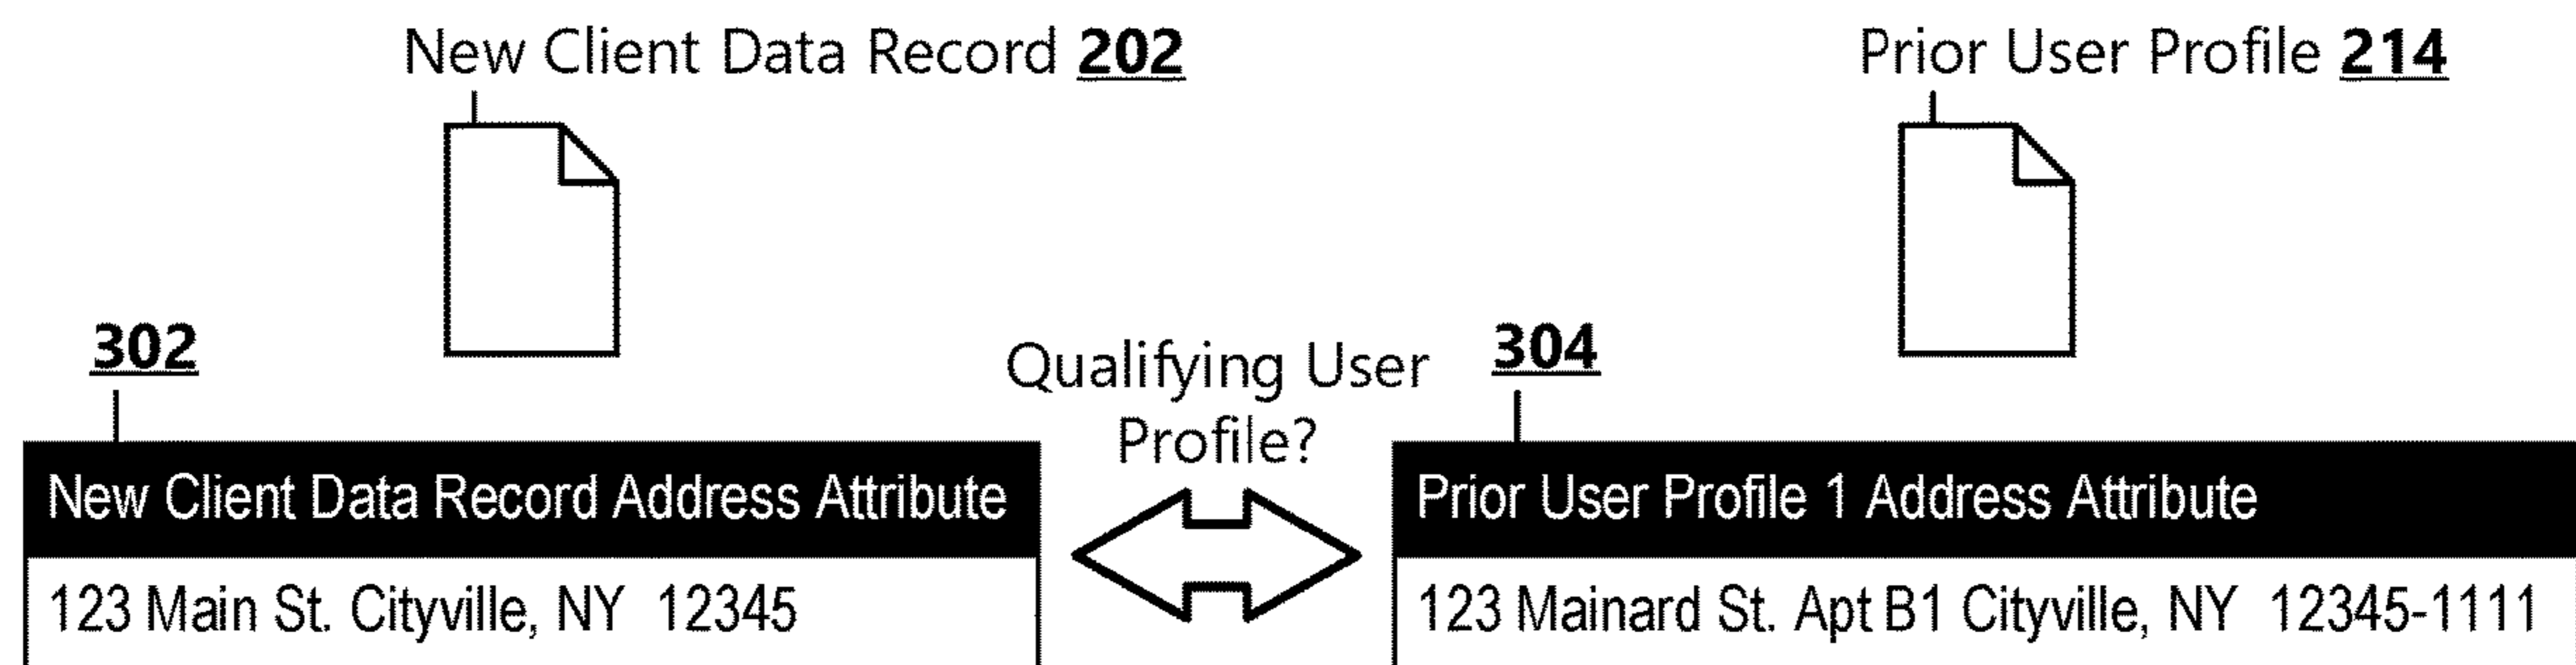 New Client Data Record 202
Prior User Profile 214
302
Qualifying User
Profile?
304
New Client Data Record Address Attribute
Prior User Profile 1 Address Attribute
123 Main St. Cityville, NY 12345
123 Mainard St. Apt B1 Cityville, NY 12345-1111